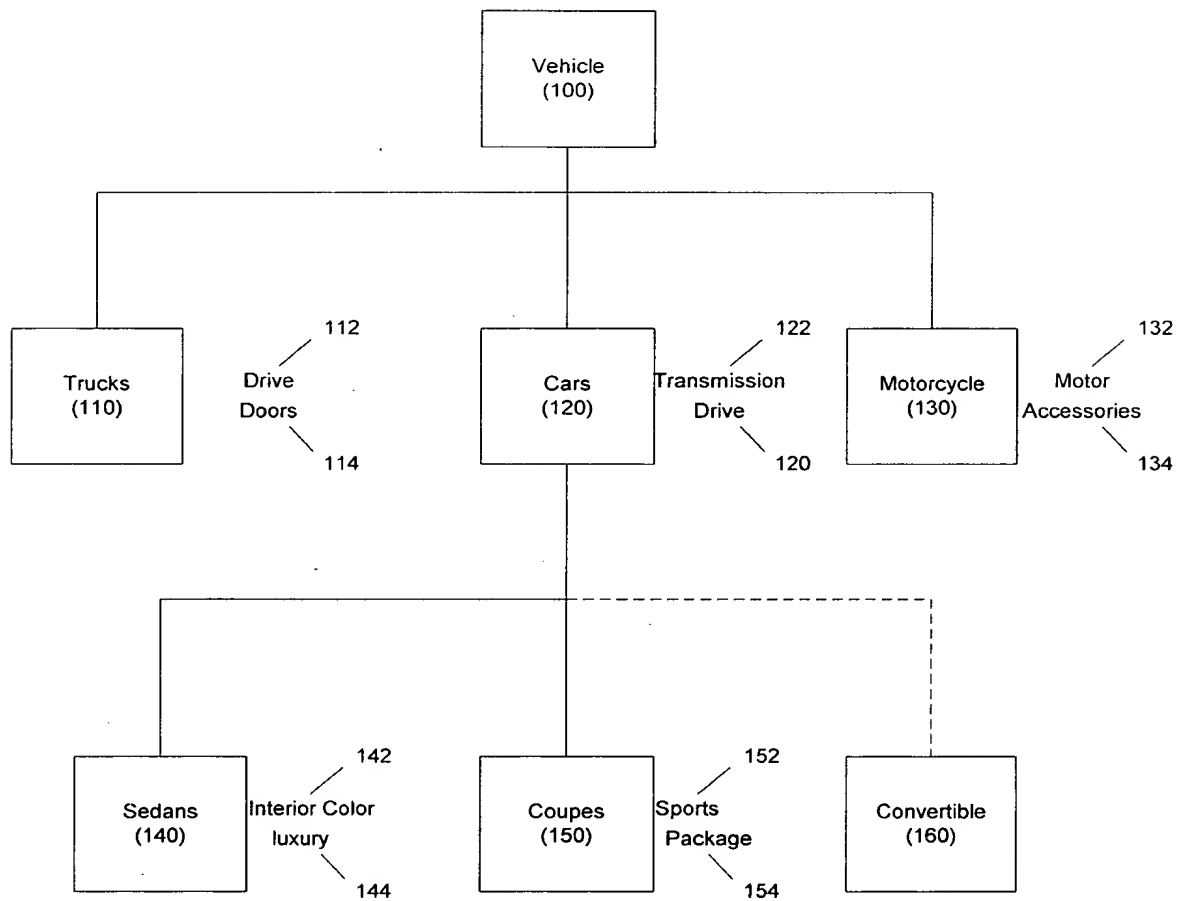 Vehicle
(100)
112
122
132
Trucks
(110)
Drive
Doors
Cars
(120)
Transmission
Drive
Motorcycle
(130)
Motor
Accessories
114
120
134
142
152
Sedans
(140)
Interior Color
luxury
Coupes
(150)
Sports
Package
Convertible
(160)
144
154